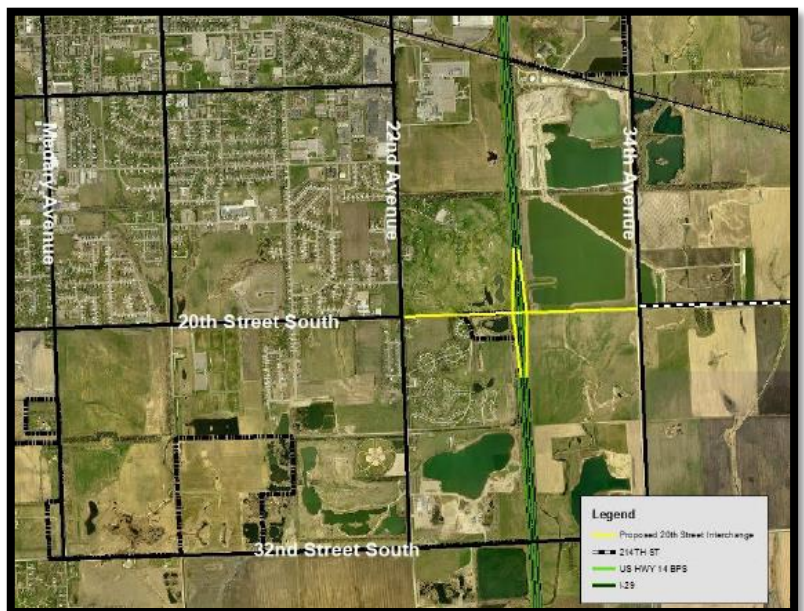 Medary Avenue
22nd Avenue
34th Avenue
20th Street South
32nd Street South
Legend
Proposed 20th Street Interchange
214TH ST
US HWY 14 BPS
I-29